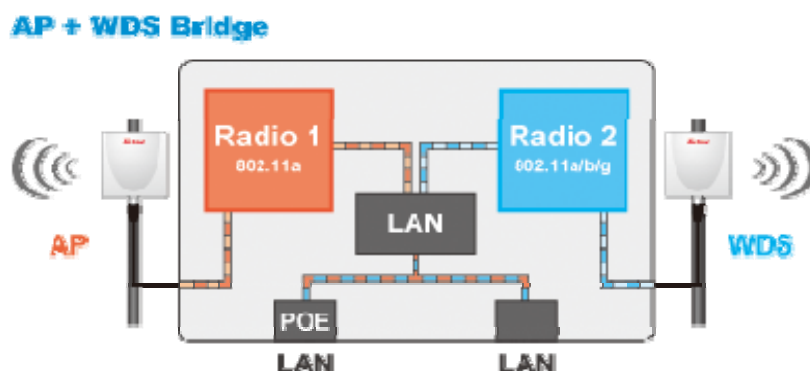 AP + WDS Bridge
Radio 1
802.11a
Radio 2
802.11a/b/g
LAN
AP
WDS
POE
LAN
LAN